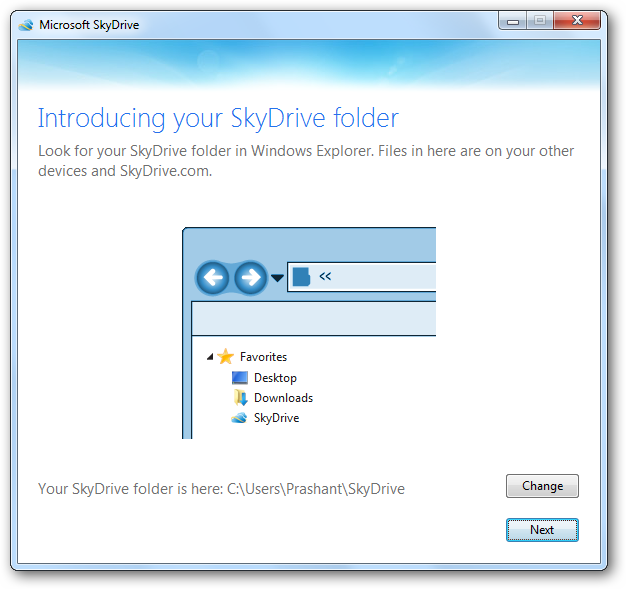 Microsoft SkyDrive
Introducing your SkyDrive folder
Look for your SkyDrive folder in Windows Explorer. Files in here are on your other
devices and SkyDrive.com.
<<
Favorites
Desktop
Downloads
SkyDrive
Your SkyDrive folder is here: C:\Users\Prashant\SkyDrive
Change
Next